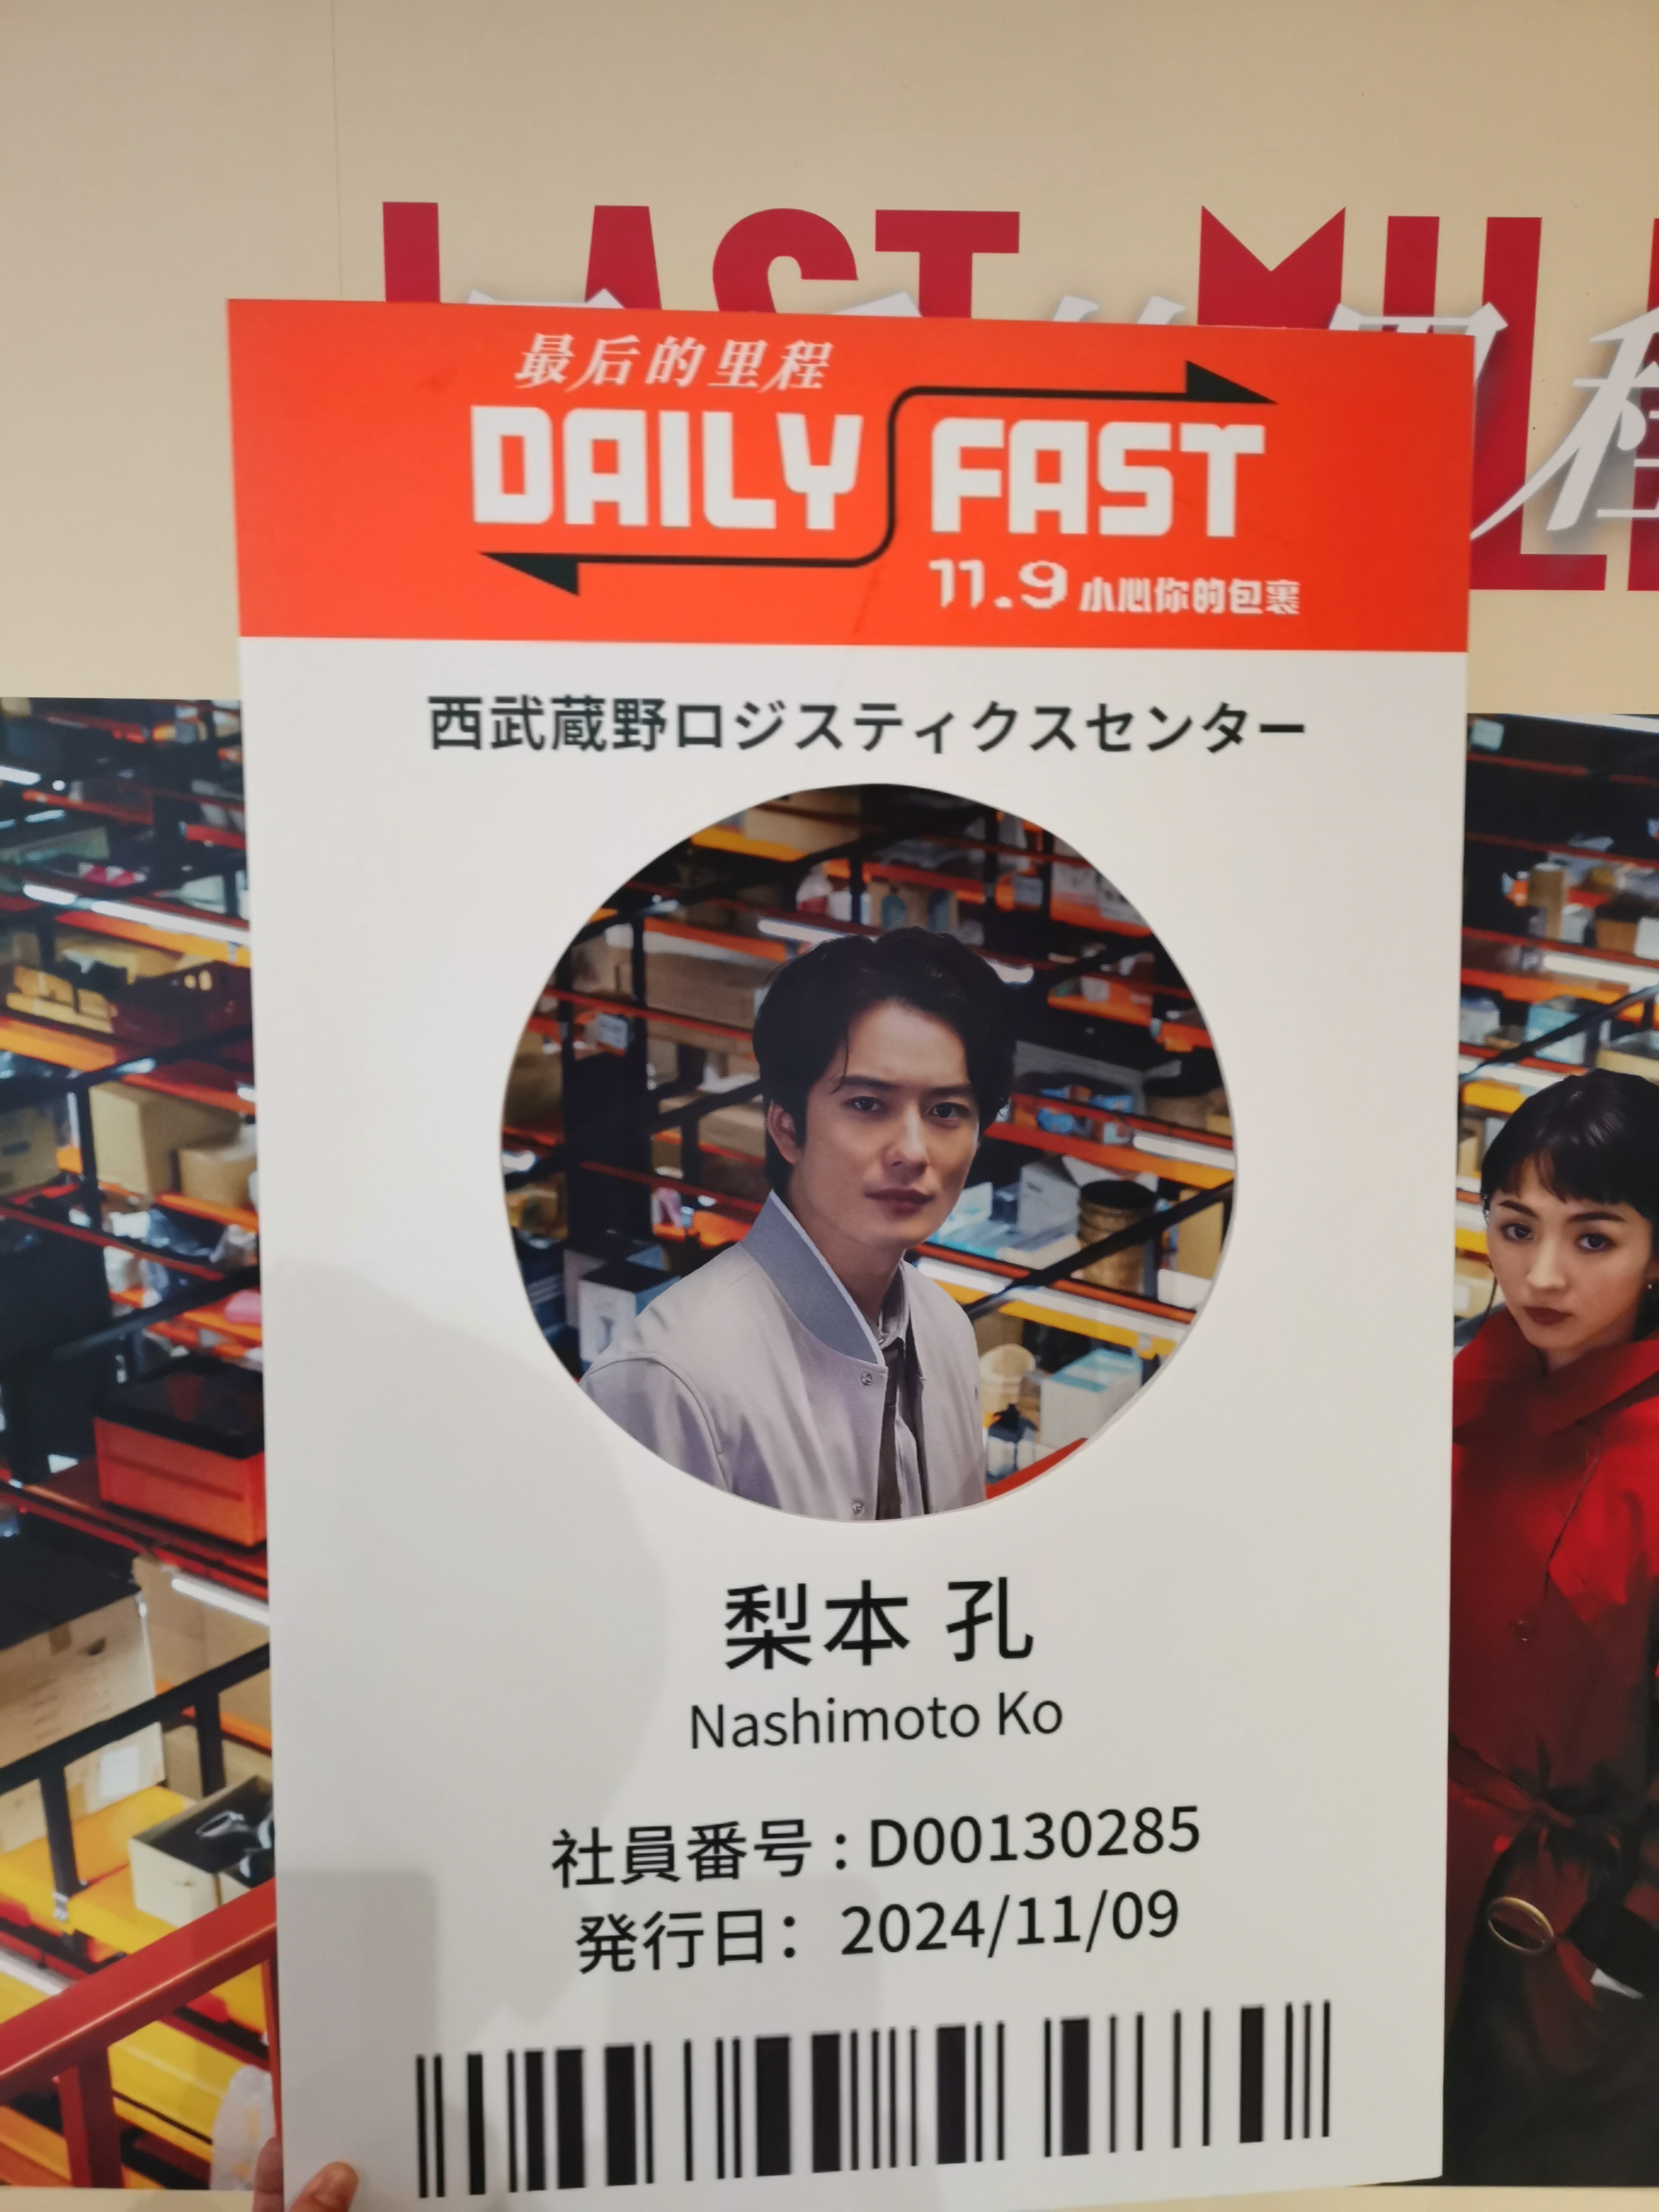 LAST MIL
最后的里程
DAILY FAST
11.9 小心你的包裹
西武蔵野ロジスティクスセンター
梨本 孔
Nashimoto Ko
社員番号 : D00130285
発行日： 2024/11/09